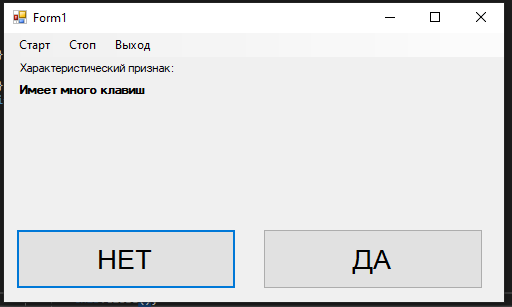 Form1
Старт Стоп Выход
Характеристический признак:
Имеет много клавиш
НЕТ ДА